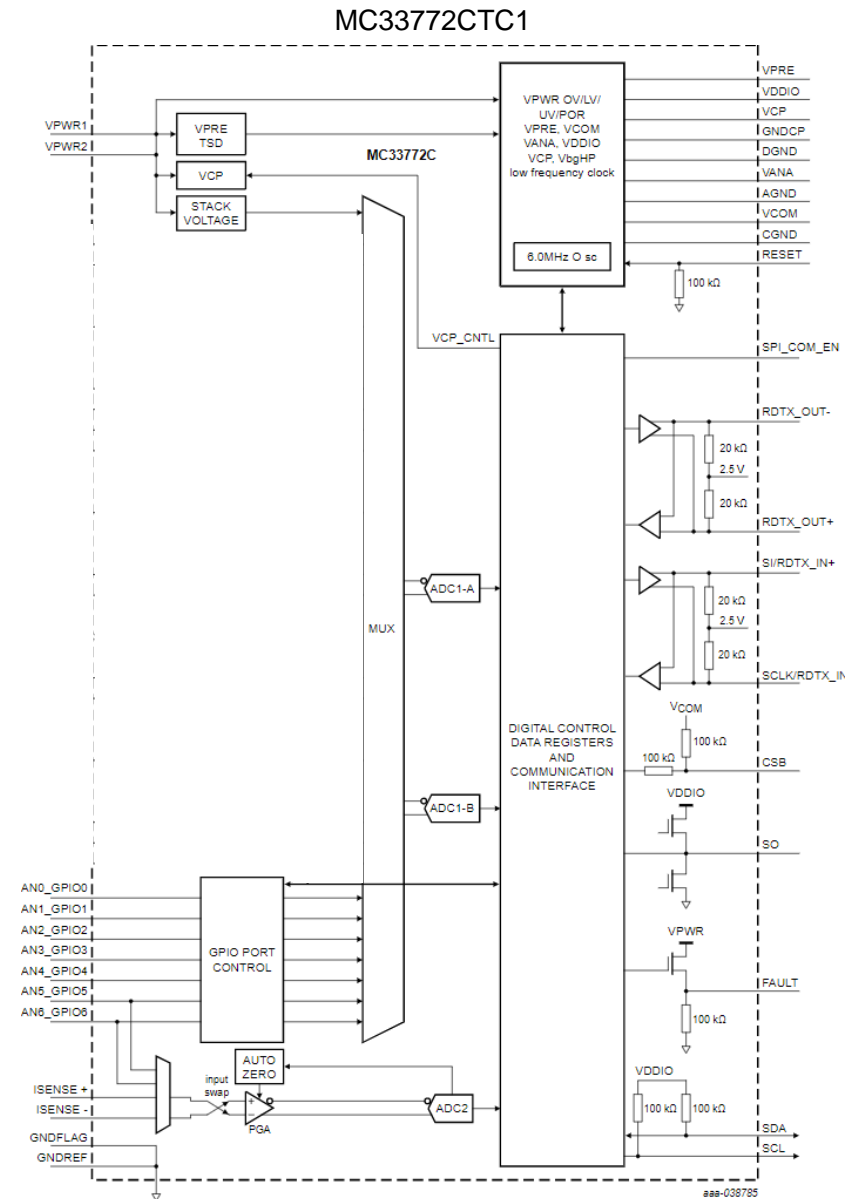 MC33772CTC1
VPWR1
VPWR2
VPRE
TSD
VCP
STACK
VOLTAGE
MC33772C
VPWR OV/LV/
UV/POR
VPRE, VCOM
VANA, VDDIO
VCP, VbgHP
low frequency clock
6.0MHz O sc
VPRE
VDDIO
VCP
GNDCP
DGND
VANA
AGND
VCOM
CGND
RESET
100 kΩ
VCP_CNTL
SPI_COM_EN
RDTX_OUT-
20 kΩ
2.5 V
20 kΩ
RDTX_OUT+
SI/RDTX_IN+
20 kΩ
2.5 V
20 kΩ
SCLK/RDTX_IN
MUX
ADC1-A
ADC1-B
DIGITAL CONTROL
DATA REGISTERS
AND
COMMUNICATION
INTERFACE
VCOM
100 kΩ
100 kΩ
CSB
VDDIO
SO
VPWR
FAULT
100 kΩ
VDDIO
100 kΩ
100 kΩ
SDA
SCL
AN0_GPIO0
AN1_GPIO1
AN2_GPIO2
AN3_GPIO3
AN4_GPIO4
AN5_GPIO5
AN6_GPIO6
GPIO PORT
CONTROL
ISENSE +
ISENSE -
GNDFLAG
GNDREF
input
swap
AUTO
ZERO
+
−
PGA
ADC2
aaa-038785